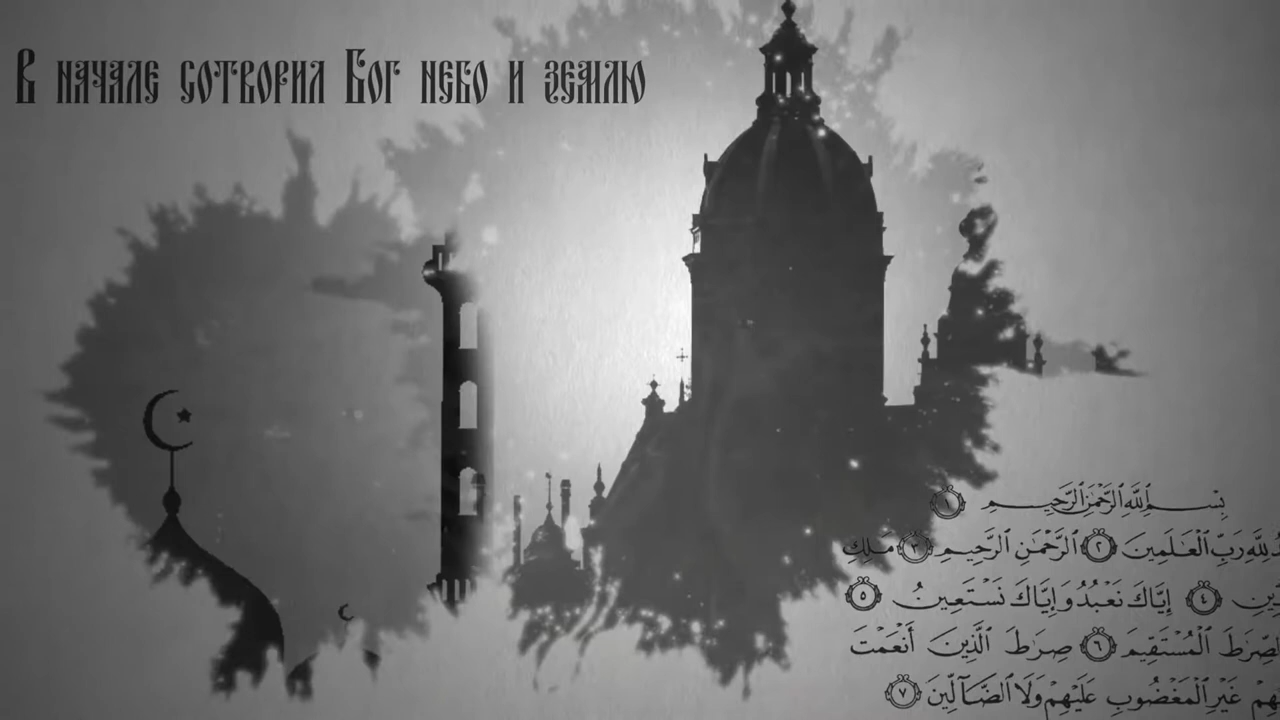 В начале сотворил Бог небо и землю
بِسْمِ ٱللَّهِ ٱلرَّحْمَٰنِ ٱلرَّحِيمِ ١
لِلَّهِ رَبِّ ٱلْعَٰلَمِينَ ٢ ٱلرَّحْمَٰنِ ٱلرَّحِيمِ ٣ مَٰلِكِ
٤ إِيَّاكَ نَعْبُدُ وَإِيَّاكَ نَسْتَعِينُ ٥
ٱلصِّرَٰطَ ٱلْمُسْتَقِيمَ ٦ صِرَٰطَ ٱلَّذِينَ أَنْعَمْتَ
غَيْرِ ٱلْمَغْضُوبِ عَلَيْهِمْ وَلَا ٱلضَّآلِّينَ ٧